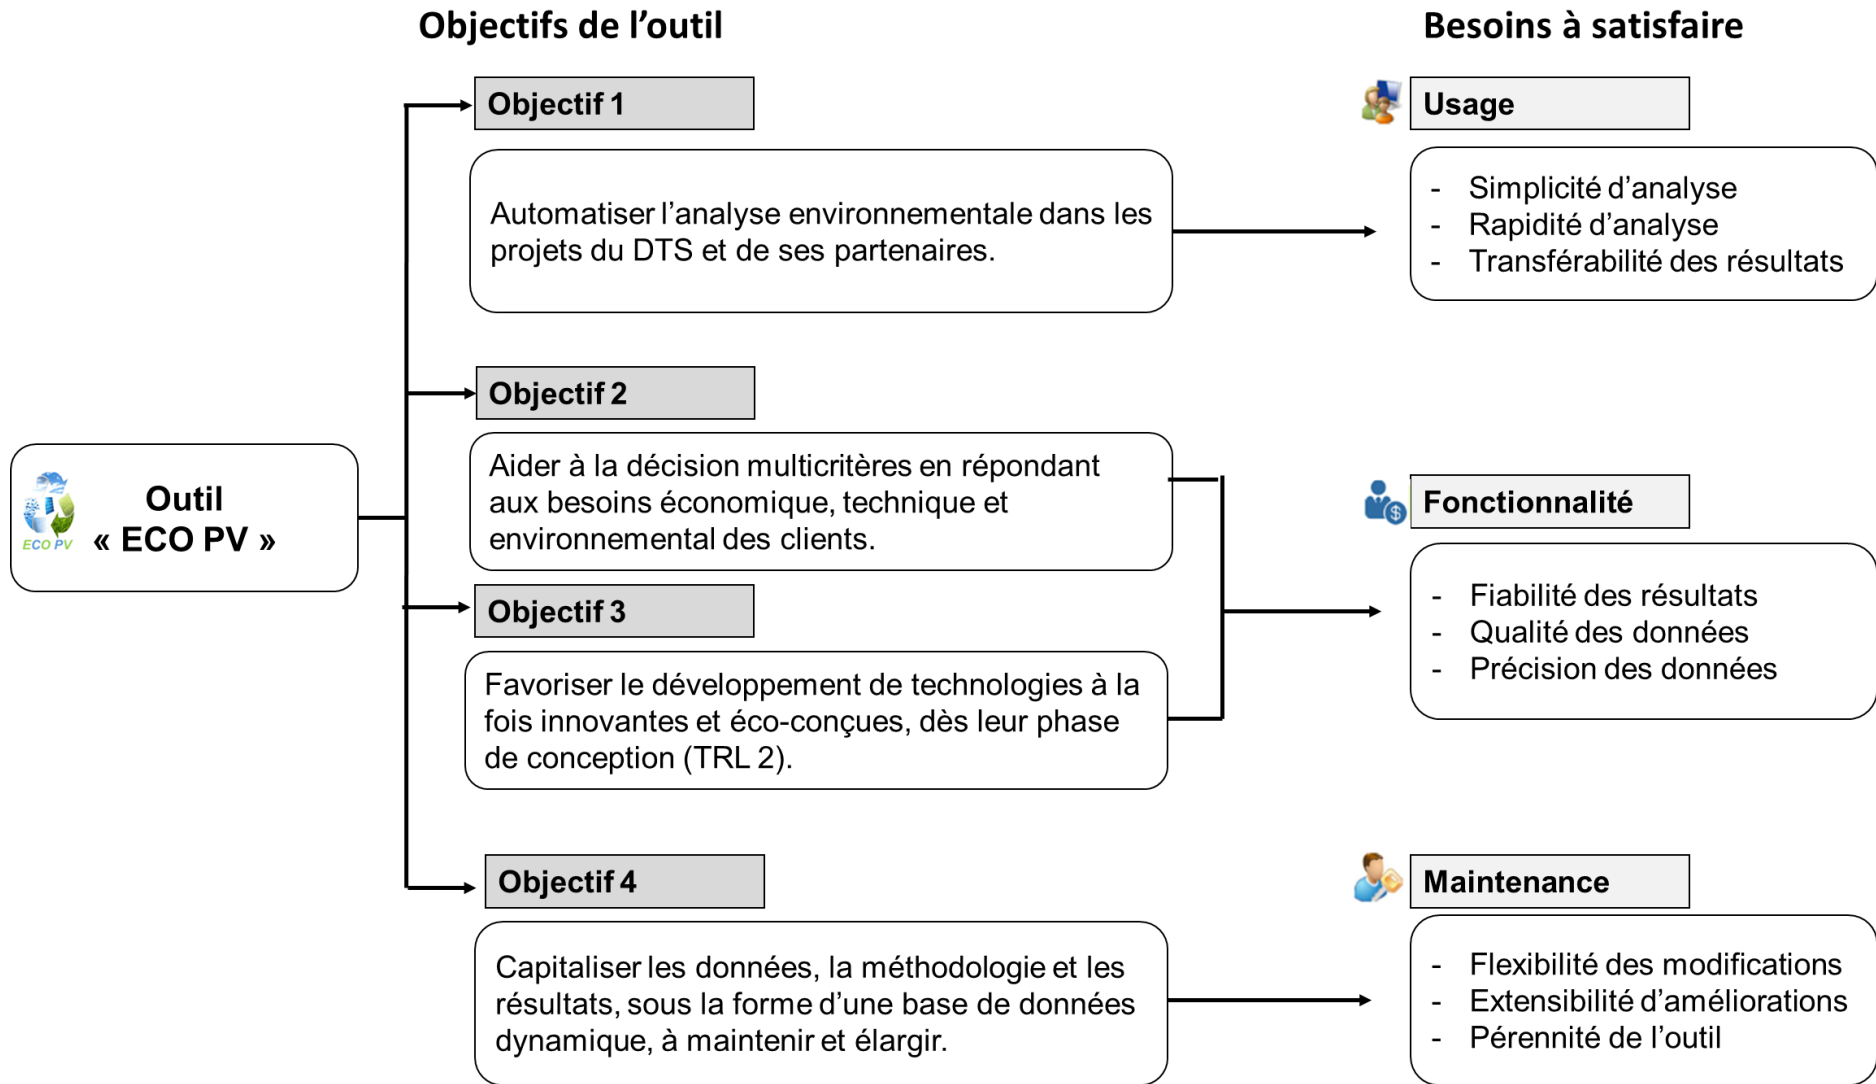 Objectifs de l’outil
Besoins à satisfaire
Objectif 1
Usage
Automatiser l’analyse environnementale dans les
projets du DTS et de ses partenaires.
- Simplicité d’analyse
- Rapidité d’analyse
- Transférabilité des résultats
Objectif 2
Aider à la décision multicritères en répondant
aux besoins économique, technique et
environnemental des clients.
ECO PV
Outil
« ECO PV »
Fonctionnalité
Objectif 3
- Fiabilité des résultats
- Qualité des données
- Précision des données
Favoriser le développement de technologies à la
fois innovantes et éco-conçues, dès leur phase
de conception (TRL 2).
Objectif 4
Maintenance
Capitaliser les données, la méthodologie et les
résultats, sous la forme d’une base de données
dynamique, à maintenir et élargir.
- Flexibilité des modifications
- Extensibilité d’améliorations
- Pérennité de l’outil